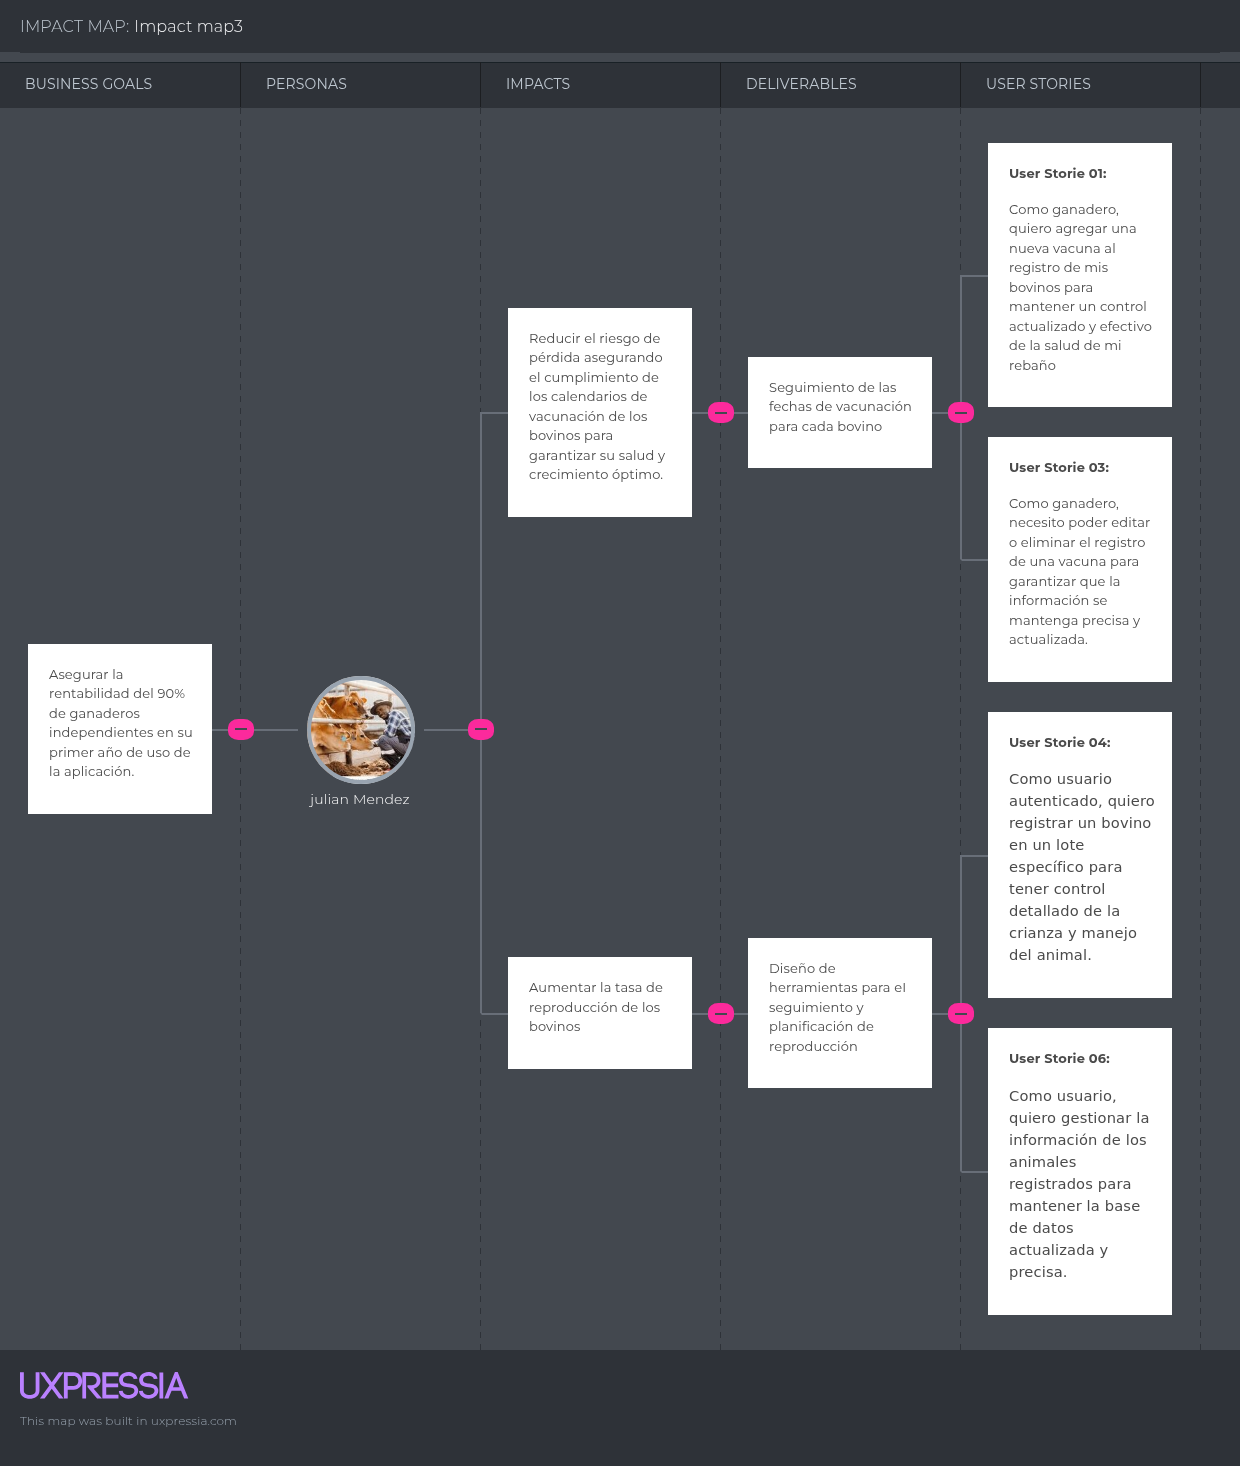 IMPACT MAP: Impact map3
BUSINESS GOALS
PERSONAS
IMPACTS
DELIVERABLES
USER STORIES
Asegurar la
rentabilidad del 90%
de ganaderos
independientes en su
primer año de uso de
la aplicación.
julian Mendez
Reducir el riesgo de
pérdida asegurando
el cumplimiento de
los calendarios de
vacunación de los
bovinos para
garantizar su salud y
crecimiento óptimo.
Seguimiento de las
fechas de vacunación
para cada bovino
User Storie 01:
Como ganadero,
quiero agregar una
nueva vacuna al
registro de mis
bovinos para
mantener un control
actualizado y efectivo
de la salud de mi
rebaño
User Storie 03:
Como ganadero,
necesito poder editar
o eliminar el registro
de una vacuna para
garantizar que la
información se
mantenga precisa y
actualizada.
Aumentar la tasa de
reproducción de los
bovinos
Diseño de
herramientas para el
seguimiento y
planificación de
reproducción
User Storie 04:
Como usuario
autenticado, quiero
registrar un bovino
en un lote
específico para
tener control
detallado de la
crianza y manejo
del animal.
User Storie 06:
Como usuario,
quiero gestionar la
información de los
animales
registrados para
mantener la base
de datos
actualizada y
precisa.
UXPRESSIA
This map was built in uxpressia.com